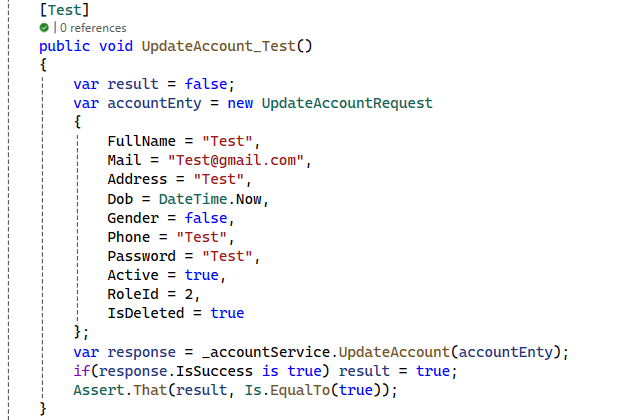 [Test]
| 0 references
public void UpdateAccount_Test()
{
var result = false;
var accountEnty = new UpdateAccountRequest
{
FullName = "Test",
Mail = "Test@gmail.com",
Address = "Test",
Dob = DateTime.Now,
Gender = false,
Phone = "Test",
Password = "Test",
Active = true,
RoleId = 2,
IsDeleted = true
};
var response = _accountService.UpdateAccount(accountEnty);
if(response.IsSuccess is true) result = true;
Assert.That(result, Is.EqualTo(true));
}